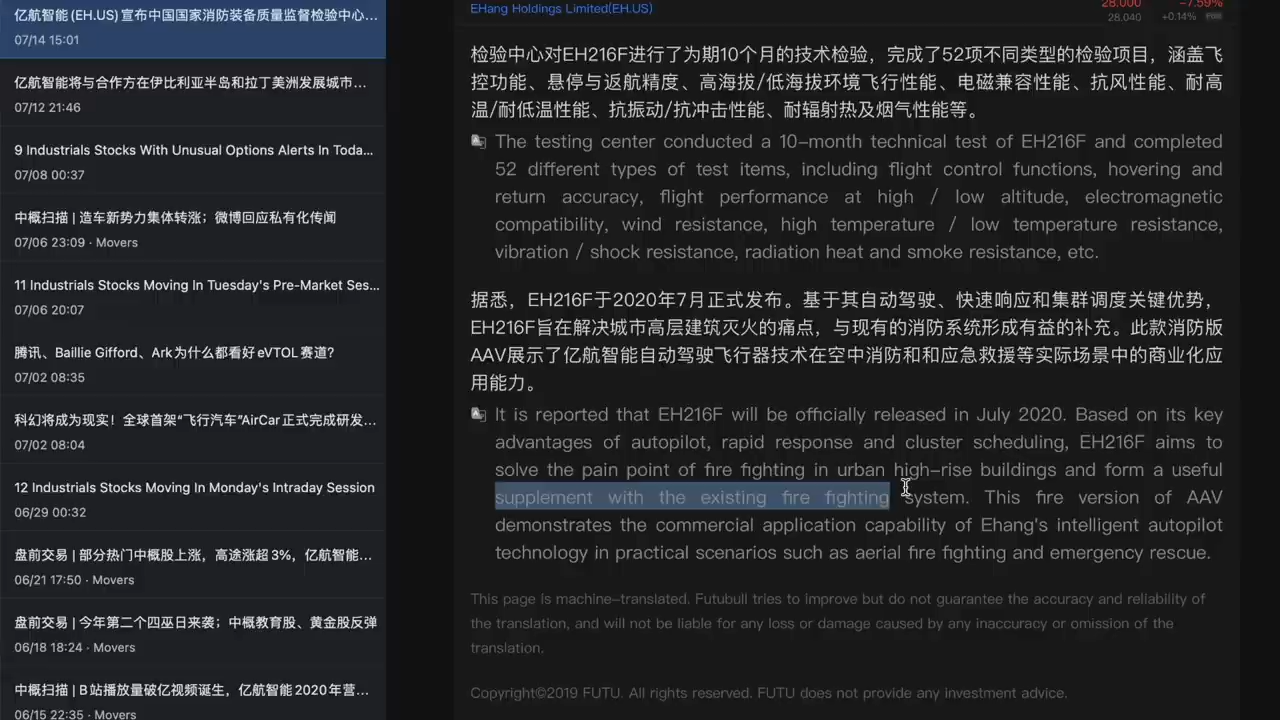 亿航智能(EH.US)宣布中国国家消防装备质量监督检验中心...
07/14 15:01
亿航智能将与合作方在伊比利亚半岛和拉丁美洲发展城市...
07/12 21:46
9 Industrials Stocks With Unusual Options Alerts In Toda...
07/08 00:37
中概扫描 | 造车新势力集体转涨；微博回应私有化传闻
07/06 23:09 · Movers
11 Industrials Stocks Moving In Tuesday's Pre-Market Ses...
07/06 20:07
腾讯、Baillie Gifford、Ark为什么都看好eVTOL赛道?
07/02 08:35
科幻将成为现实！全球首架“飞行汽车”AirCar正式完成研发...
07/02 08:04
12 Industrials Stocks Moving In Monday's Intraday Session
06/29 00:32
盘前交易 | 部分热门中概股上涨，高途涨超3%，亿航智能...
06/21 17:50 · Movers
盘前交易 | 今年第二个四巫日来袭；中概教育股、黄金股反弹
06/18 18:24 · Movers
中概扫描 | B站播放量破亿视频诞生，亿航智能2020年营...
06/15 22:35 · Movers
EHang Holdings Limited(EH.US)
28.000 -7.59%
28.040 +0.14%
检验中心对EH216F进行了为期10个月的技术检验，完成了52项不同类型的检验项目，涵盖飞
控功能、悬停与返航精度、高海拔/低海拔环境飞行性能、电磁兼容性能、抗风性能、耐高
温/耐低温性能、抗振动/抗冲击性能、耐辐射热及烟气性能等。
The testing center conducted a 10-month technical test of EH216F and completed
52 different types of test items, including flight control functions, hovering and
return accuracy, flight performance at high / low altitude, electromagnetic
compatibility, wind resistance, high temperature / low temperature resistance,
vibration / shock resistance, radiation heat and smoke resistance, etc.
据悉，EH216F于2020年7月正式发布。基于其自动驾驶、快速响应和集群调度关键优势，
EH216F旨在解决城市高层建筑灭火的痛点，与现有的消防系统形成有益的补充。此款消防版
AAV展示了亿航智能自动驾驶飞行器技术在空中消防和和应急救援等实际场景中的商业化应
用能力。
It is reported that EH216F will be officially released in July 2020. Based on its key
advantages of autopilot, rapid response and cluster scheduling, EH216F aims to
solve the pain point of fire fighting in urban high-rise buildings and form a useful
supplement with the existing fire fighting system. This fire version of AAV
demonstrates the commercial application capability of Ehang's intelligent autopilot
technology in practical scenarios such as aerial fire fighting and emergency rescue.
This page is machine-translated. Futubull tries to improve but do not guarantee the accuracy and reliability of
the translation, and will not be liable for any loss or damage caused by any inaccuracy or omission of the
translation.
Copyright©2019 FUTU. All rights reserved. FUTU does not provide any investment advice.